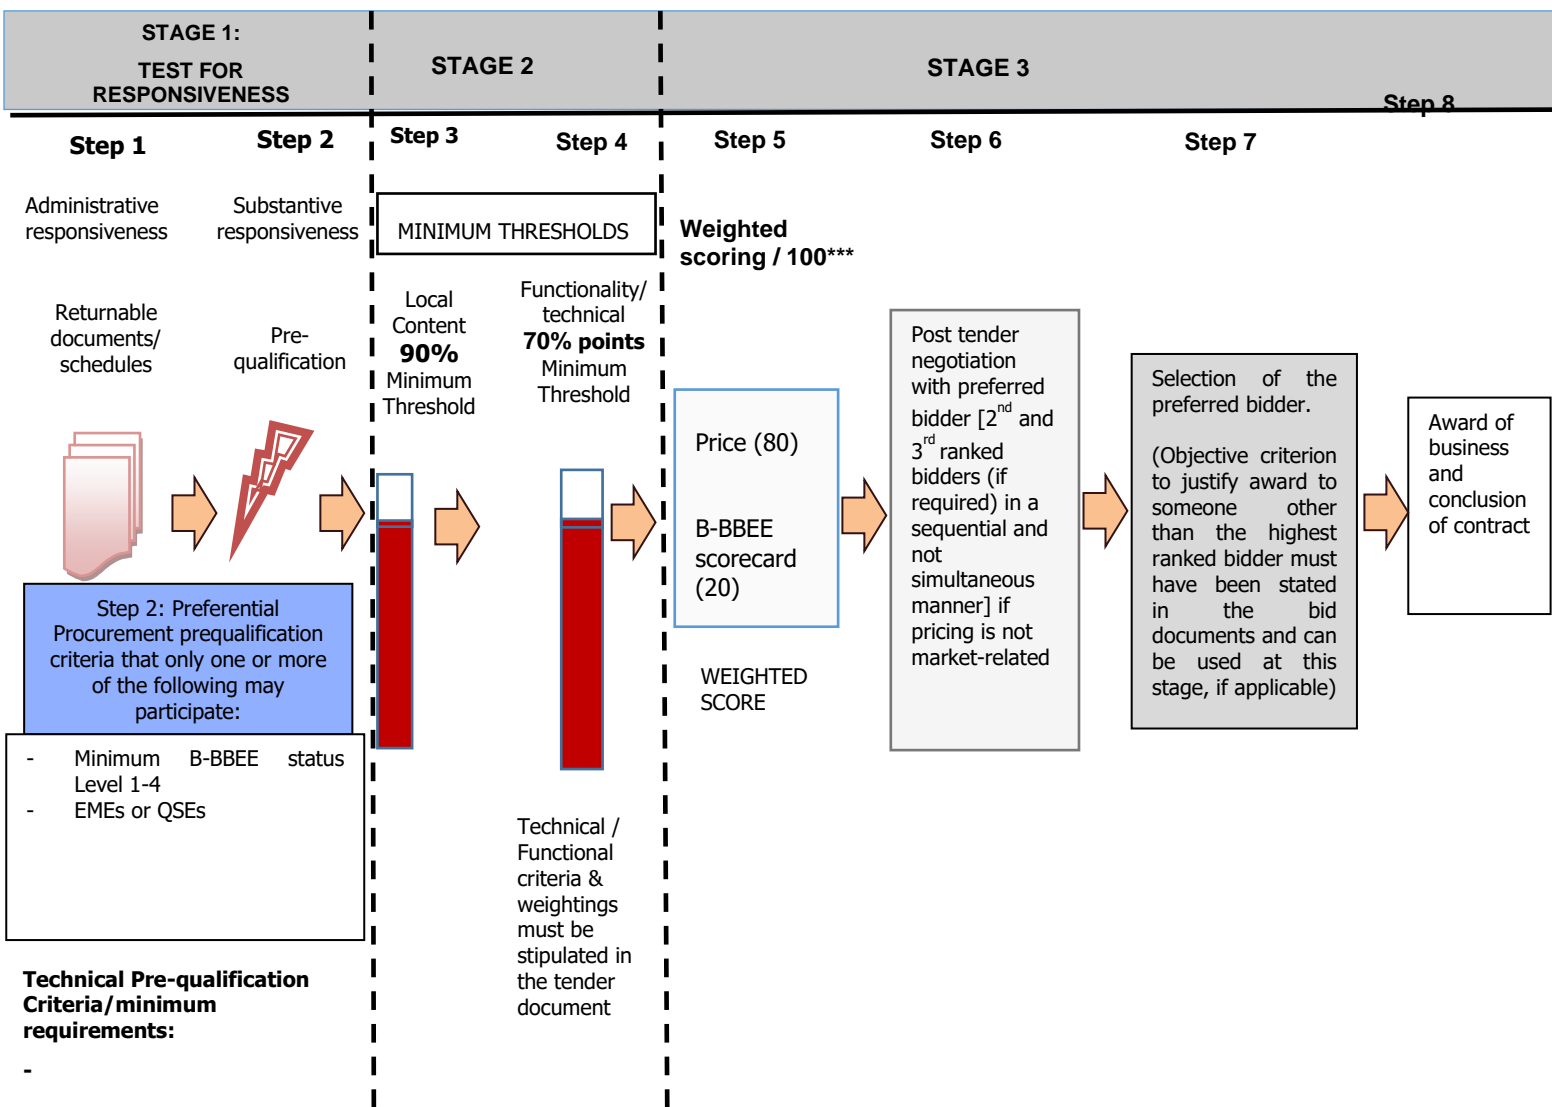 STAGE 1:
TEST FOR
RESPONSIVENESS
STAGE 2
STAGE 3
Step 8
Step 1
Step 2
Step 3
Step 4
Step 5
Step 6
Step 7
Administrative
responsiveness
Substantive
responsiveness
MINIMUM THRESHOLDS
Weighted
scoring / 100***
Returnable
documents/
schedules
Pre-
qualification
Local
Content
90%
Minimum
Threshold
Functionality/
technical
70% points
Minimum
Threshold
Price (80)
B-BBEE
scorecard
(20)
WEIGHTED
SCORE
Post tender
negotiation
with preferred
bidder [2nd and
3rd ranked
bidders (if
required) in a
sequential and
not
simultaneous
manner] if
pricing is not
market-related
Selection of the
preferred bidder.
(Objective criterion
to justify award to
someone other
than the highest
ranked bidder must
have been stated
in the bid
documents and can
be used at this
stage, if applicable)
Award of
business
and
conclusion
of contract
Step 2: Preferential
Procurement prequalification
criteria that only one or more
of the following may
participate:
- Minimum B-BBEE status
Level 1-4
- EMEs or QSEs
Technical /
Functional
criteria &
weightings
must be
stipulated in
the tender
document
Technical Pre-qualification
Criteria/minimum
requirements:
-